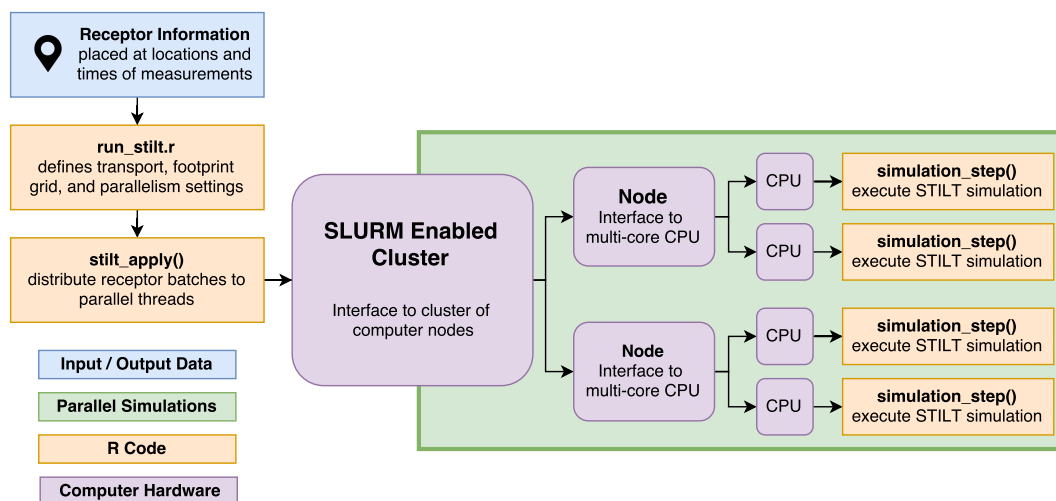 Receptor Information
placed at locations and
times of measurements
run_stilt.r
defines transport, footprint
grid, and parallelism settings
stilt_apply()
distribute receptor batches to
parallel threads
SLURM Enabled
Cluster
Interface to cluster of
computer nodes
Node
Interface to
multi-core CPU
CPU
simulation_step()
execute STILT simulation
CPU
simulation_step()
execute STILT simulation
Node
Interface to
multi-core CPU
CPU
simulation_step()
execute STILT simulation
CPU
simulation_step()
execute STILT simulation
Input / Output Data
Parallel Simulations
R Code
Computer Hardware